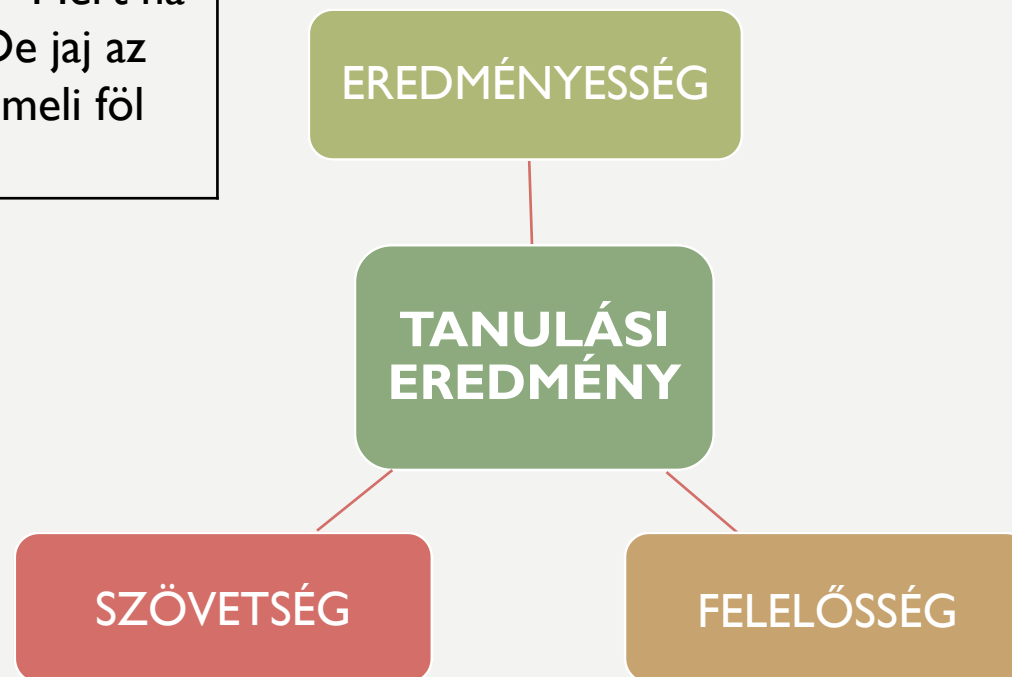 De jaj az
meli föl
EREDMÉNYESSÉG
TANULÁSI
EREDMÉNY
SZÖVETSÉG
FELELŐSSÉG